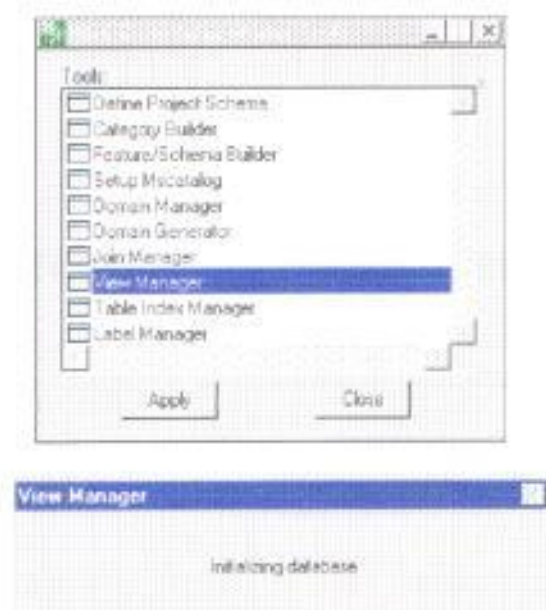 Tools:
Define Project Schema
Category Builder
Feature/Schema Builder
Setup Mscatalog
Domain Manager
Domain Generator
Join Manager
View Manager
Table Index Manager
Label Manager
Apply Close
View Manager
Initializing database